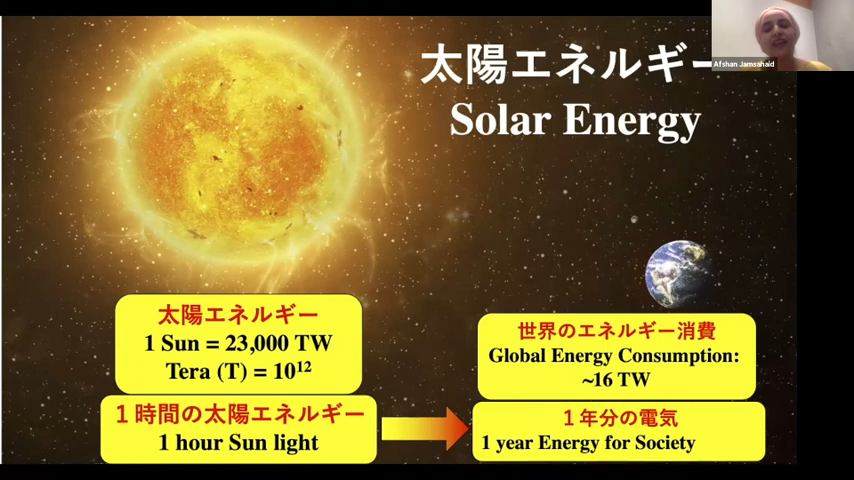 太陽エネルギー
Solar Energy
Afshan Jamsahaid
太陽エネルギー
1 Sun = 23,000 TW
Tera (T) = 10¹²
１時間の太陽エネルギー
1 hour Sun light
世界のエネルギー消費
Global Energy Consumption:
~16 TW
１年分の電気
1 year Energy for Society